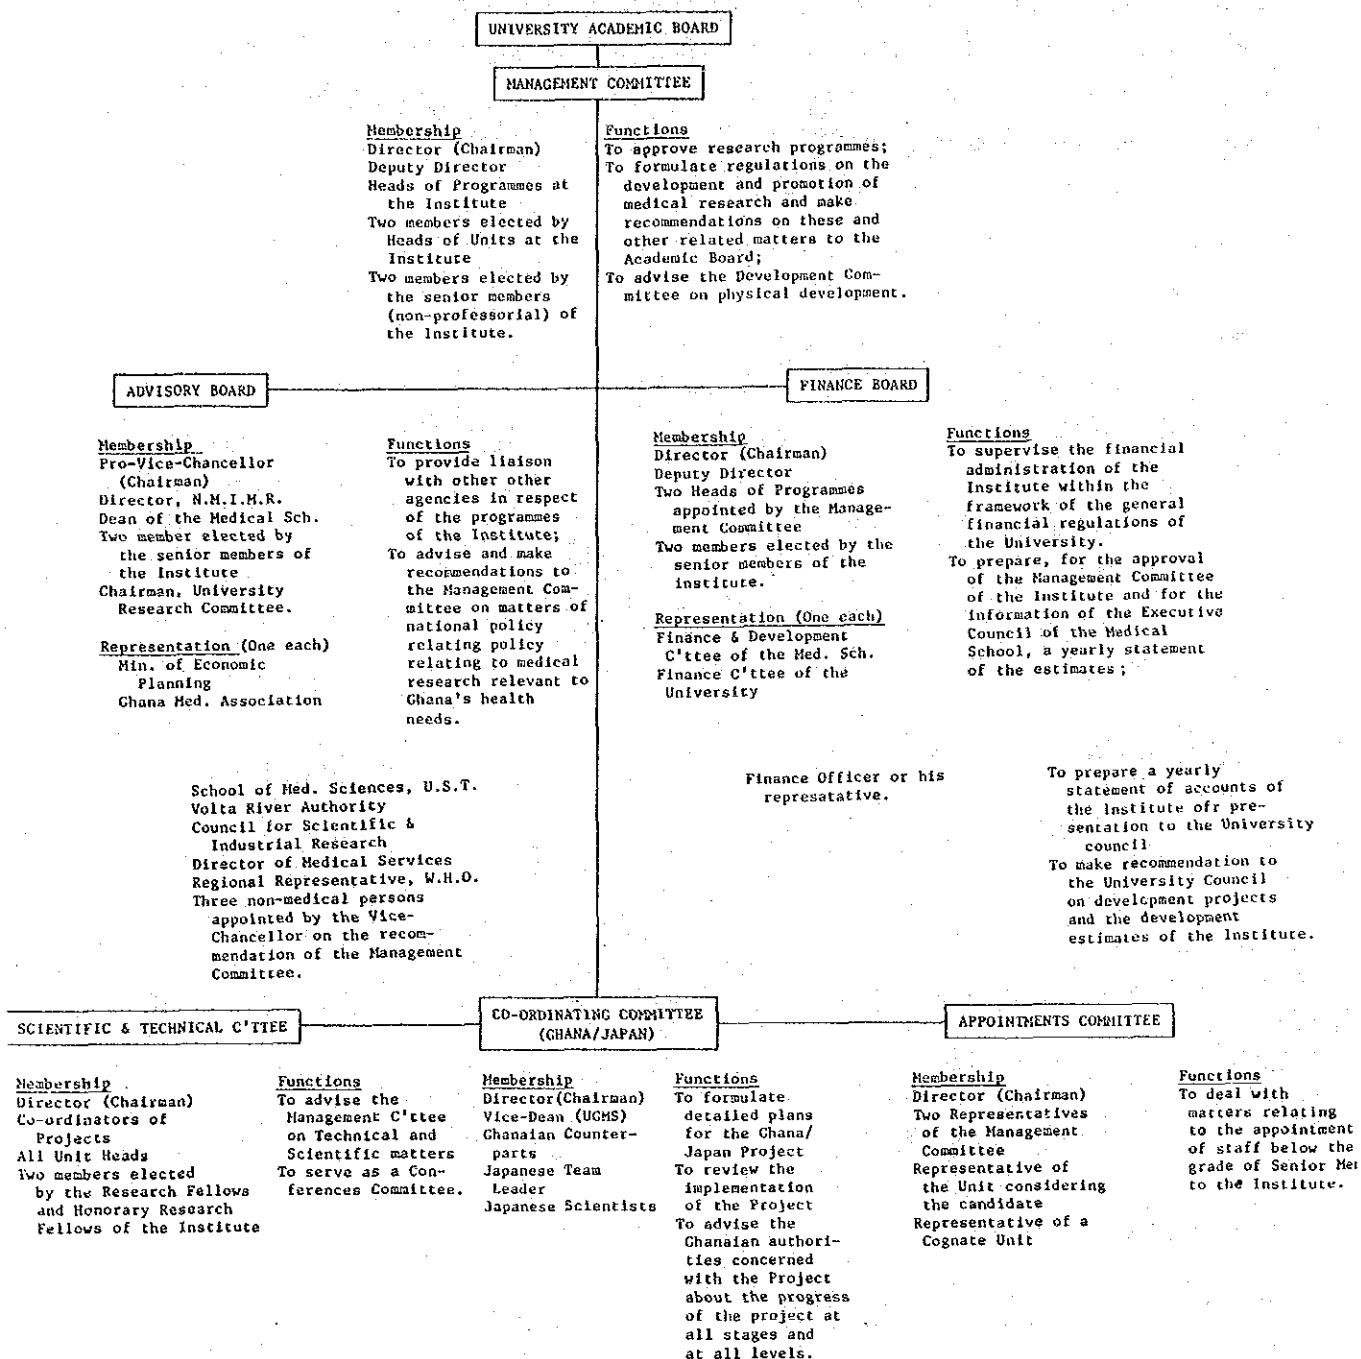 UNIVERSITY ACADEMIC BOARD
MANAGEMENT COMMITTEE
Membership
Director (Chairman)
Deputy Director
Heads of Programmes at
the Institute
Two members elected by
Heads of Units at the
Institute
Two members elected by
the senior members
(non-professorial) of
the Institute.
Functions
To approve research programmes;
To formulate regulations on the
development and promotion of
medical research and make
recommendations on these and
other related matters to the
Academic Board;
To advise the Development Com-
mittee on physical development.
ADVISORY BOARD
FINANCE BOARD
Membership
Pro-Vice-Chancellor
(Chairman)
Director, N.M.I.M.R.
Dean of the Medical Sch.
Two member elected by
the senior members of
the Institute
Chairman, University
Research Committee.
Representation (One each)
Min. of Economic
Planning
Ghana Med. Association
Functions
To provide liaison
with other other
agencies in respect
of the programmes
of the Institute;
To advise and make
recommendations to
the Management Com-
mittee on matters of
national policy
relating policy
relating to medical
research relevant to
Ghana's health
needs.
Membership
Director (Chairman)
Deputy Director
Two Heads of Programmes
appointed by the Manage-
ment Committee
Two members elected by the
senior members of the
institute.
Representation (One each)
Finance & Development
C'ttee of the Med. Sch.
Finance C'ttee of the
University
Functions
To supervise the financial
administration of the
Institute within the
framework of the general
financial regulations of
the University.
To prepare, for the approval
of the Management Committee
of the Institute and for the
information of the Executive
Council of the Medical
School, a yearly statement
of the estimates;
School of Med. Sciences, U.S.T.
Volta River Authority
Council for Scientific &
Industrial Research
Director of Medical Services
Regional Representative, W.H.O.
Three non-medical persons
appointed by the Vice-
Chancellor on the recom-
mendation of the Management
Committee.
Finance Officer or his
represatative.
To prepare a yearly
statement of accounts of
the Institute ofr pre-
sentation to the University
council
To make recommendation to
the University Council
on development projects
and the development
estimates of the Institute.
SCIENTIFIC & TECHNICAL C'TTEE
CO-ORDINATING COMMITTEE
(GHANA/JAPAN)
APPOINTMENTS COMMITTEE
Membership
Director (Chairman)
Co-ordinators of
Projects
All Unit Heads
Two members elected
by the Research Fellows
and Honorary Research
Fellows of the Institute
Functions
To advise the
Management C'ttee
on Technical and
Scientific matters
To serve as a Con-
ferences Committee.
Membership
Director(Chairman)
Vice-Dean (UGMS)
Ghanaian Counter-
parts
Japanese Team
Leader
Japanese Scientists
Functions
To formulate
detailed plans
for the Ghana/
Japan Project
To review the
implementation
of the Project
To advise the
Ghanaian authori-
ties concerned
with the Project
about the progress
of the project at
all stages and
at all levels.
Membership
Director (Chairman)
Two Representatives
of the Management
Committee
Representative of
the Unit considering
the candidate
Representative of a
Cognate Unit
Functions
To deal with
matters relating
to the appointment
of staff below the
grade of Senior
to the Institute.